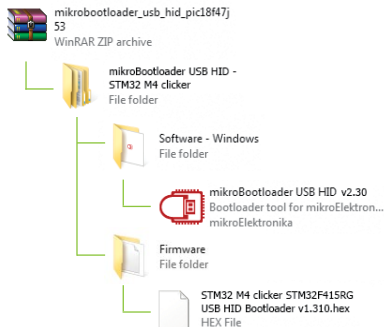 mikrobootloader_usb_hid_pic18f47j
53
WinRAR ZIP archive
mikroBootloader USB HID -
STM32 M4 clicker
File folder
Software - Windows
File folder
mikroBootloader USB HID v2.30
Bootloader tool for mikroElektron...
mikroElektronika
Firmware
File folder
STM32 M4 clicker STM32F415RG
USB HID Bootloader v1.310.hex
HEX File